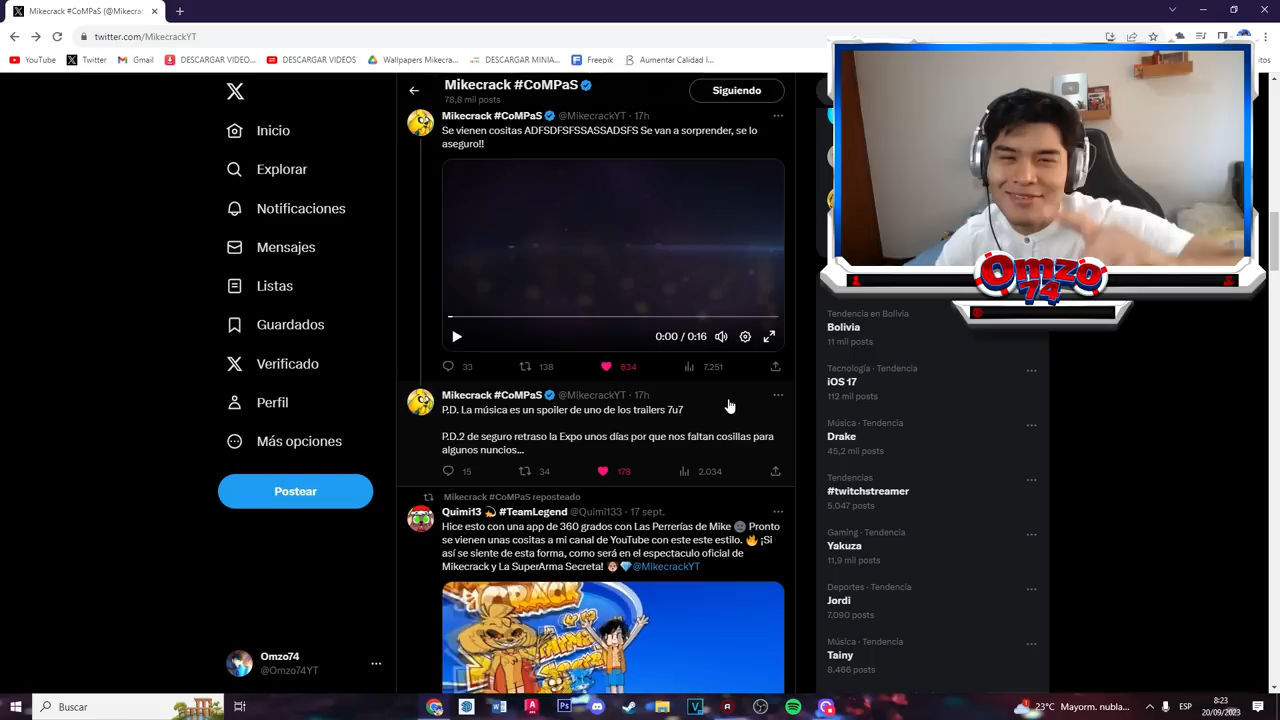 Mikecrack #CoMPaS (@Mikecra
twitter.com/MikecrackYT
YouTube
Twitter
Gmail
DESCARGAR VIDEO...
DESCARGAR VIDEOS
Wallpapers Mikecra...
DESCARGAR MINIA...
Freepik
Aumentar Calidad I...
Inicio
Explorar
Notificaciones
Mensajes
Listas
Guardados
Verificado
Perfil
Más opciones
Postear
Omzo74
@Omzo74YT
Mikecrack #CoMPaS
78,8 mil posts
Siguiendo
Mikecrack #CoMPaS @MikecrackYT · 17h
Se vienen cositas ADFSDFSFSSASSADSFS Se van a sorprender, se lo
aseguro!!
0:00 / 0:16
33 138 634 7.251
Mikecrack #CoMPaS @MikecrackYT · 17h
P.D. La música es un spoiler de uno de los trailers 7u7
P.D.2 de seguro retraso la Expo unos días por que nos faltan cosillas para
algunos nuncios...
15 34 178 2.034
Mikecrack #CoMPaS reposteado
Quimi13 #TeamLegend @Quimi133 · 17 sept.
Hice esto con una app de 360 grados con Las Perrerías de Mike Pronto
se vienen unas cositas a mi canal de YouTube con este este estilo. ¡Si
así se siente de esta forma, como será en el espectaculo oficial de
Mikecrack y La SuperArma Secreta! @MikecrackYT
Omzo
74
Tendencia en Bolivia
Bolivia
11 mil posts
Tecnología · Tendencia
iOS 17
112 mil posts
Música · Tendencia
Drake
45,2 mil posts
Tendencias
#twitchstreamer
5.047 posts
Gaming · Tendencia
Yakuza
11,9 mil posts
Deportes · Tendencia
Jordi
7.090 posts
Música · Tendencia
Tainy
8.466 posts
Buscar
23°C Mayorm. nubla...
ESP
8:23
20/09/2023